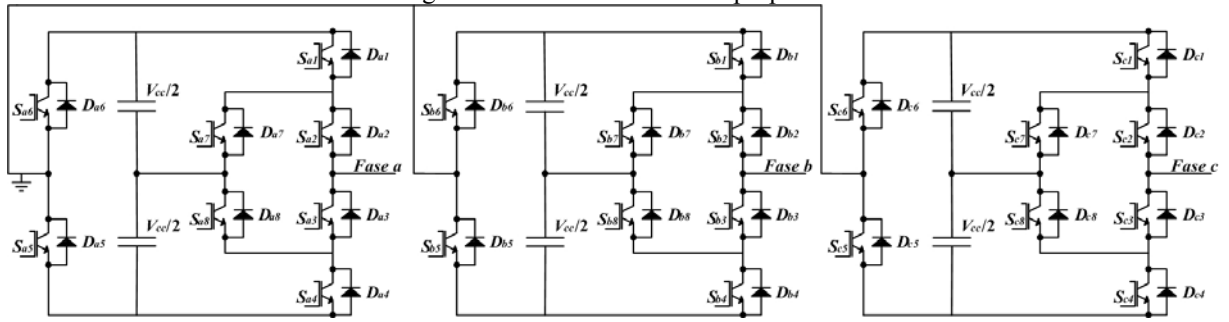 Sa1 Da1 Sb1 Db1 Sc1 Dc1
Sa6 Da6 Vcc/2 Sb6 Db6 Vcc/2 Sc6 Dc6 Vcc/2
Sa7 Da7 Sa2 Da2 Sb7 Db7 Sb2 Db2 Sc7 Dc7 Sc2 Dc2
Fase a Fase b Fase c
Sa8 Da8 Sa3 Da3 Sb8 Db8 Sb3 Db3 Sc8 Dc8 Sc3 Dc3
Sa5 Da5 Vcc/2 Sb5 Db5 Vcc/2 Sc5 Dc5 Vcc/2
Sa4 Da4 Sb4 Db4 Sc4 Dc4